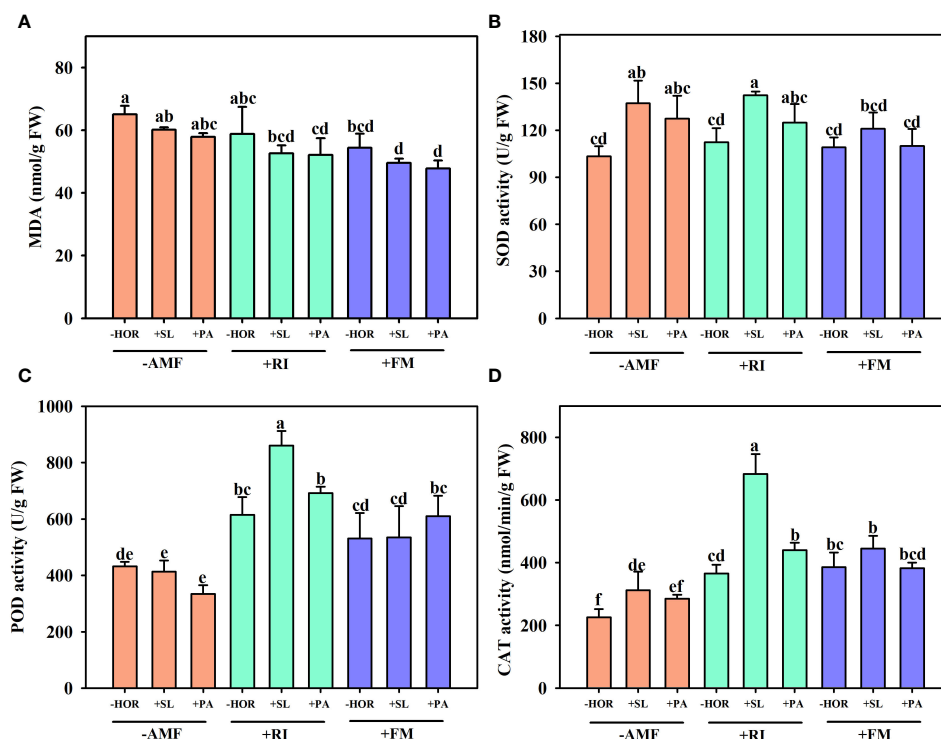 A
MDA (nmol/g FW)
80
60
40
20
0
a
ab
abc
abc
bcd
cd
bcd
d
d
-HOR +SL +PA -HOR +SL +PA -HOR +SL +PA
-AMF +RI +FM
B
SOD activity (U/g FW)
180
150
120
90
60
30
0
cd
ab
abc
cd
a
abc
cd
bcd
cd
-HOR +SL +PA -HOR +SL +PA -HOR +SL +PA
-AMF +RI +FM
C
POD activity (U/g FW)
1000
800
600
400
200
0
de
e
e
bc
a
b
cd
cd
bc
-HOR +SL +PA -HOR +SL +PA -HOR +SL +PA
-AMF +RI +FM
D
CAT activity (nmol/min/g FW)
800
600
400
200
0
f
de
ef
cd
a
b
bc
b
bcd
-HOR +SL +PA -HOR +SL +PA -HOR +SL +PA
-AMF +RI +FM